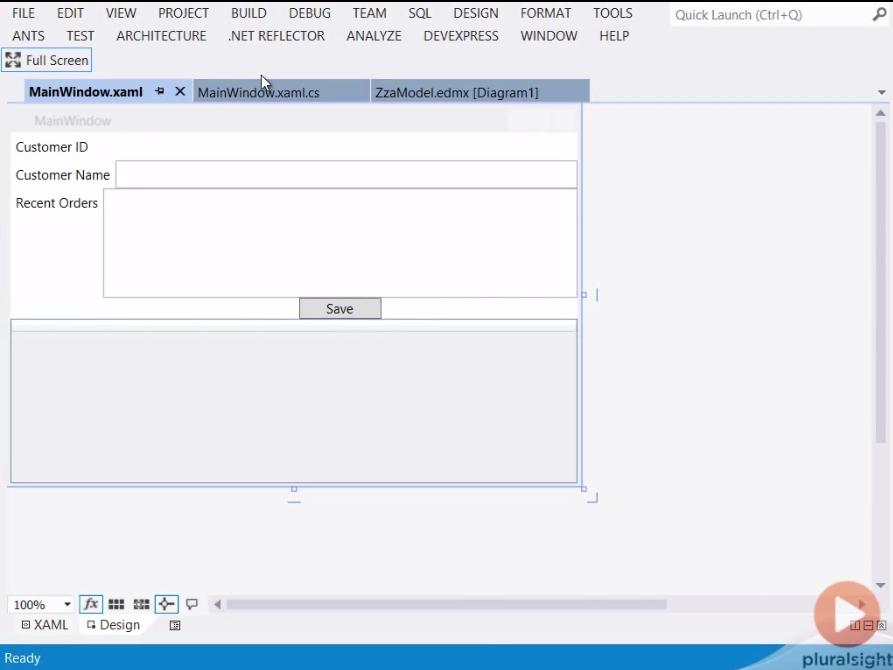 FILE EDIT VIEW PROJECT BUILD DEBUG TEAM SQL DESIGN FORMAT TOOLS Quick Launch (Ctrl+Q)
ANTS TEST ARCHITECTURE .NET REFLECTOR ANALYZE DEVEXPRESS WINDOW HELP
Full Screen
MainWindow.xaml MainWindow.xaml.cs ZzaModel.edmx [Diagram1]
MainWindow
Customer ID
Customer Name
Recent Orders
Save
100% fx
XAML Design
Ready
pluralsight